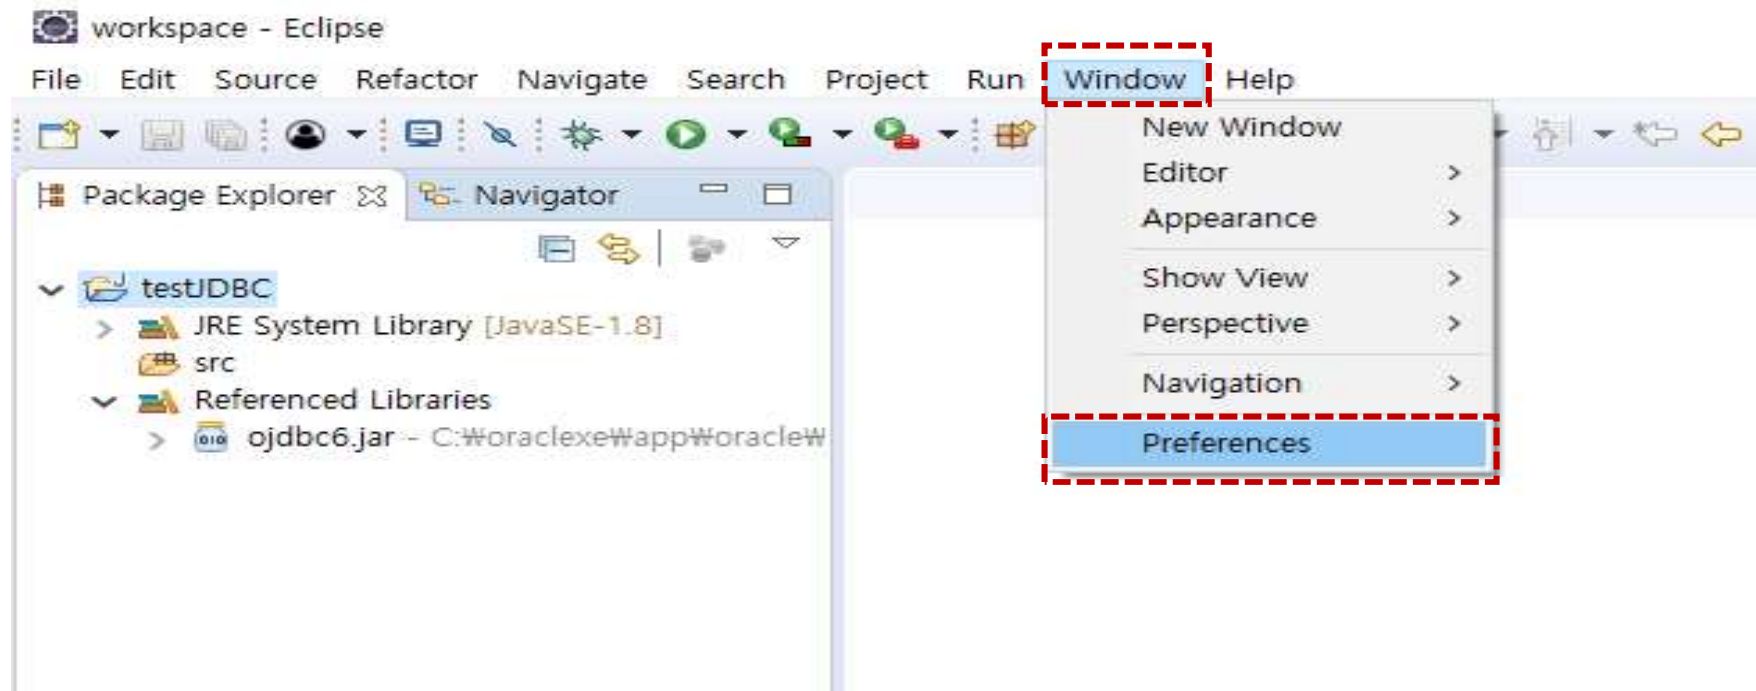 workspace - Eclipse
File Edit Source Refactor Navigate Search Project Run Window Help
New Window
Editor
Appearance
Show View
Perspective
Navigation
Preferences
Package Explorer Navigator
testJDBC
JRE System Library [JavaSE-1.8]
src
Referenced Libraries
ojdbc6.jar - C:₩oraclexe₩app₩oracle₩